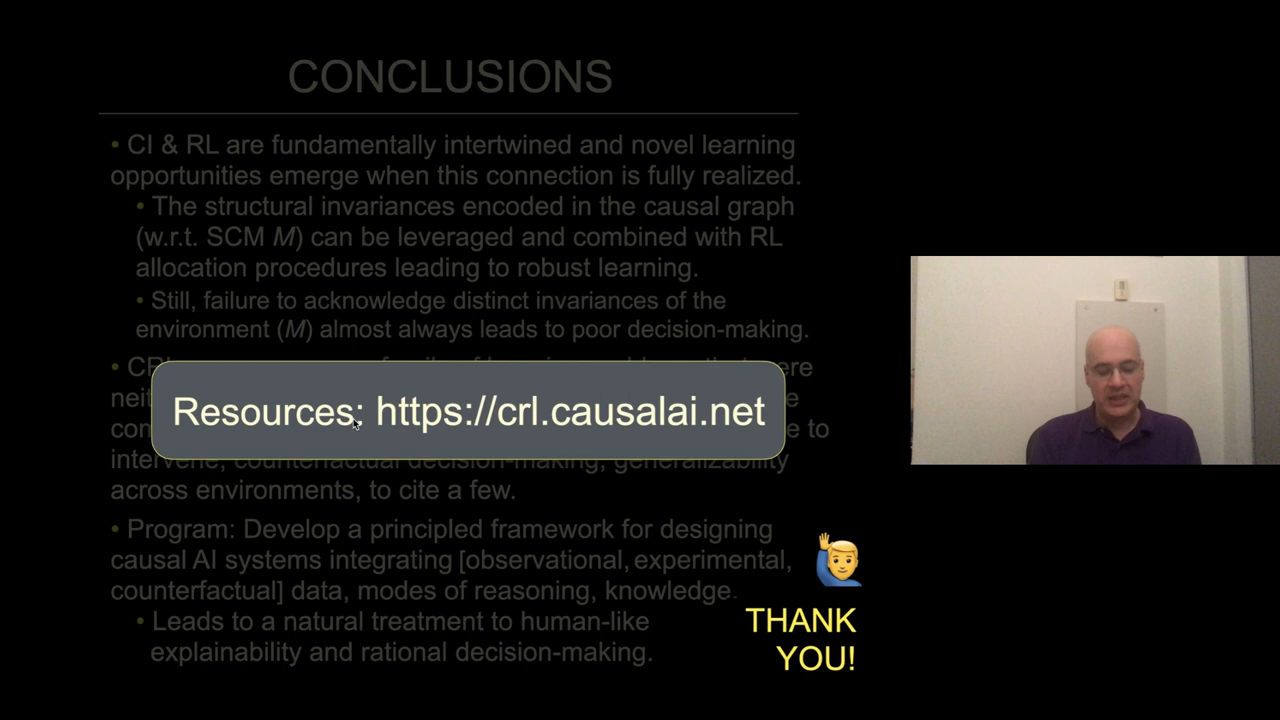 CONCLUSIONS
• CI & RL are fundamentally intertwined and novel learning
opportunities emerge when this connection is fully realized.
• The structural invariances encoded in the causal graph
(w.r.t. SCM M) can be leveraged and combined with RL
allocation procedures leading to robust learning.
• Still, failure to acknowledge distinct invariances of the
environment (M) almost always leads to poor decision-making.
Resources: https://crl.causalai.net
intervene, counterfactual decision-making, generalizability
across environments, to cite a few.
• Program: Develop a principled framework for designing
causal AI systems integrating [observational, experimental,
counterfactual] data, modes of reasoning, knowledge.
• Leads to a natural treatment to human-like
explainability and rational decision-making.
THANK
YOU!